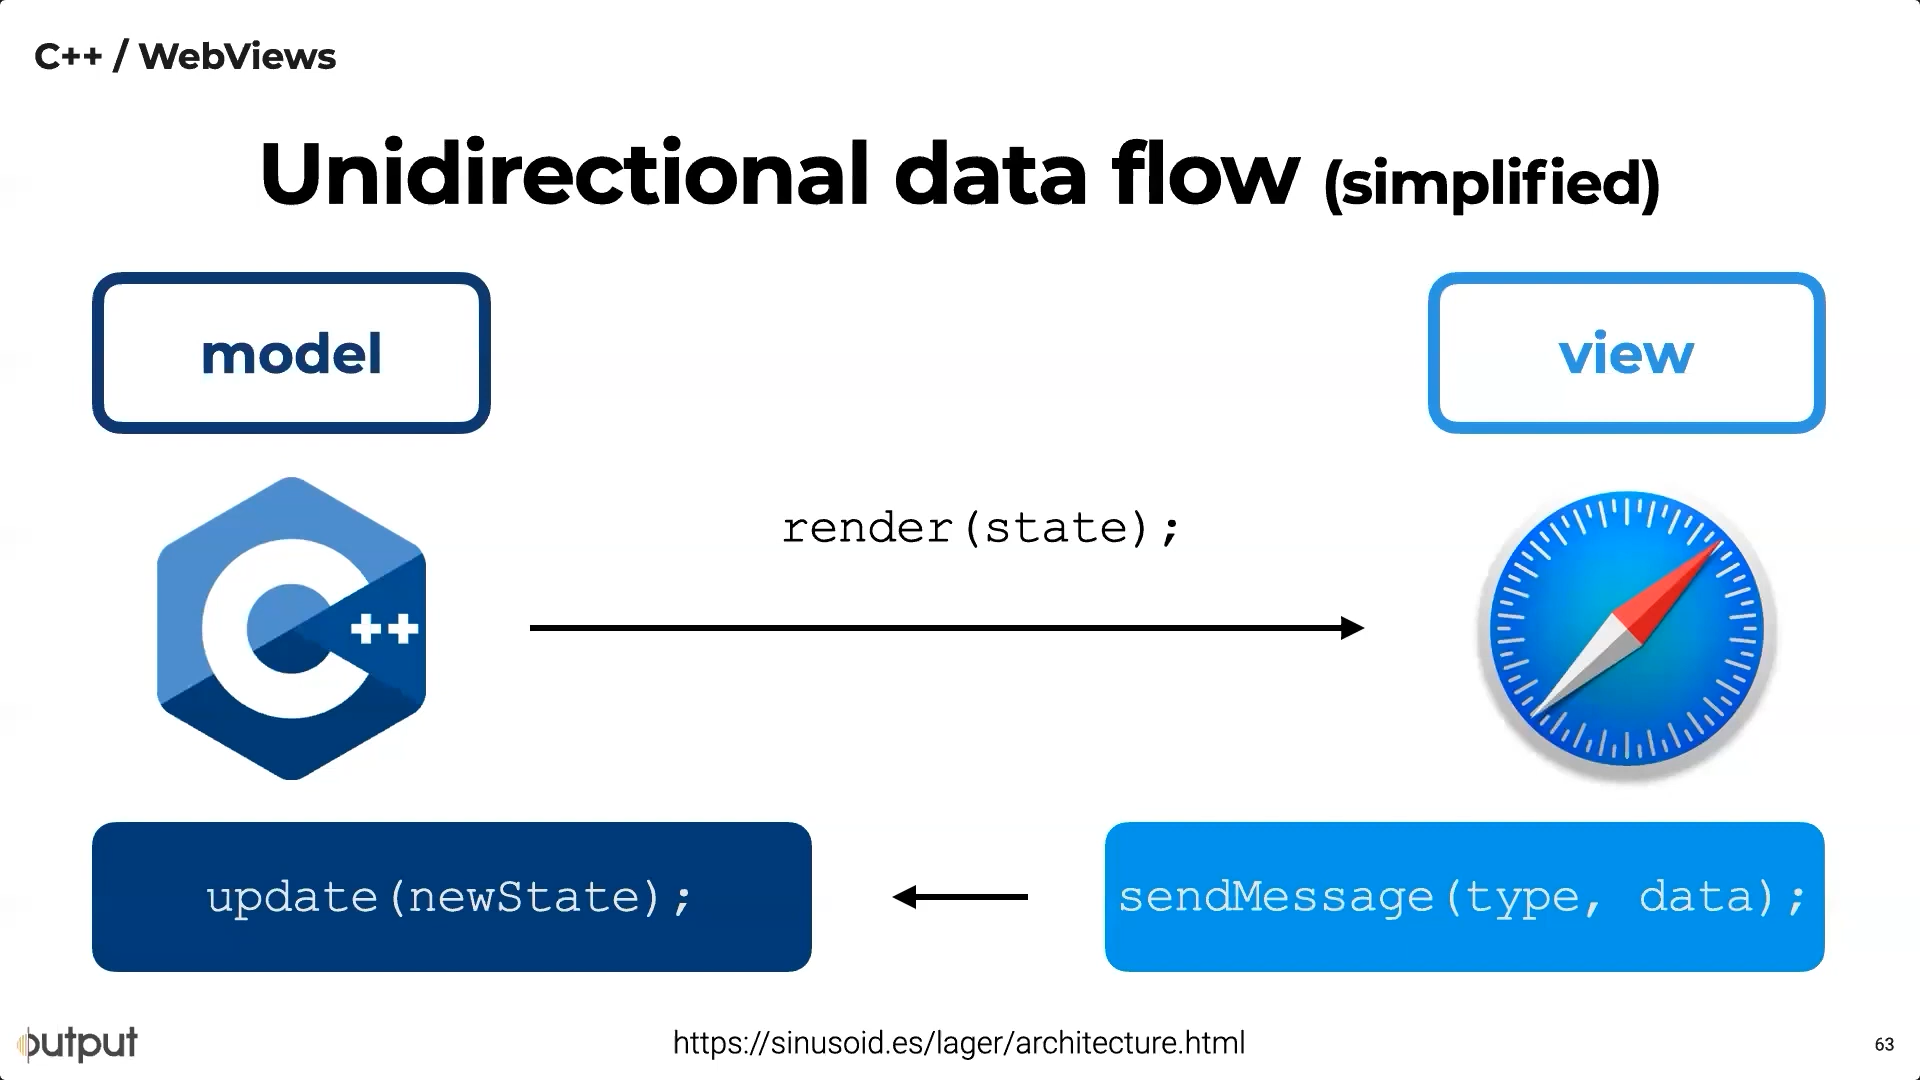 C++ / WebViews
Unidirectional data flow (simplified)
model
view
render(state);
C++
update(newState);
sendMessage(type, data);
output
https://sinusoid.es/lager/architecture.html
63